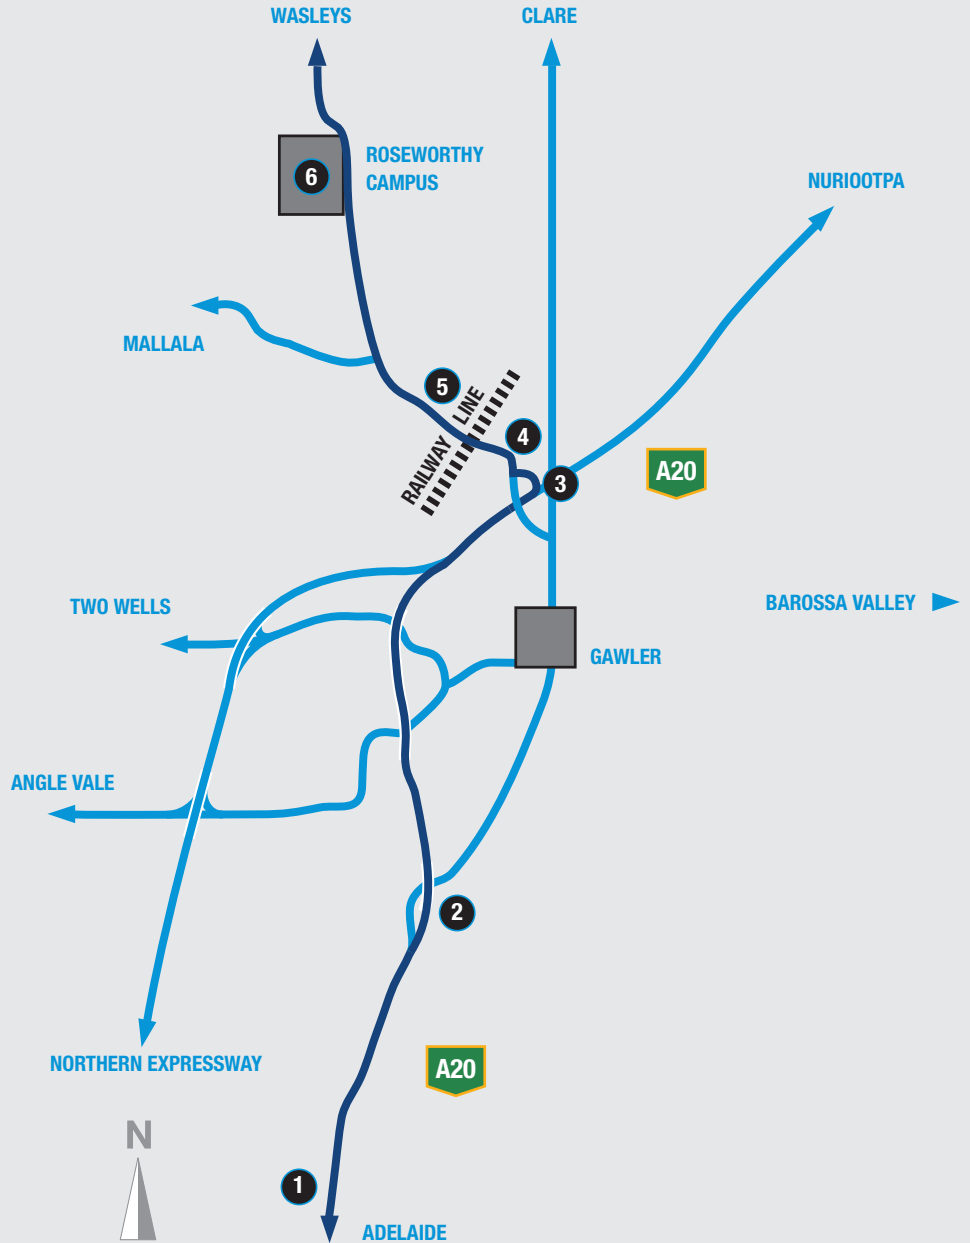 WASLEYS
CLARE
6
ROSEWORTHY
CAMPUS
NURIOOTPA
MALLALA
5
RAILWAY LINE
4
3
A20
TWO WELLS
BAROSSA VALLEY
GAWLER
ANGLE VALE
2
NORTHERN EXPRESSWAY
A20
N
1
ADELAIDE